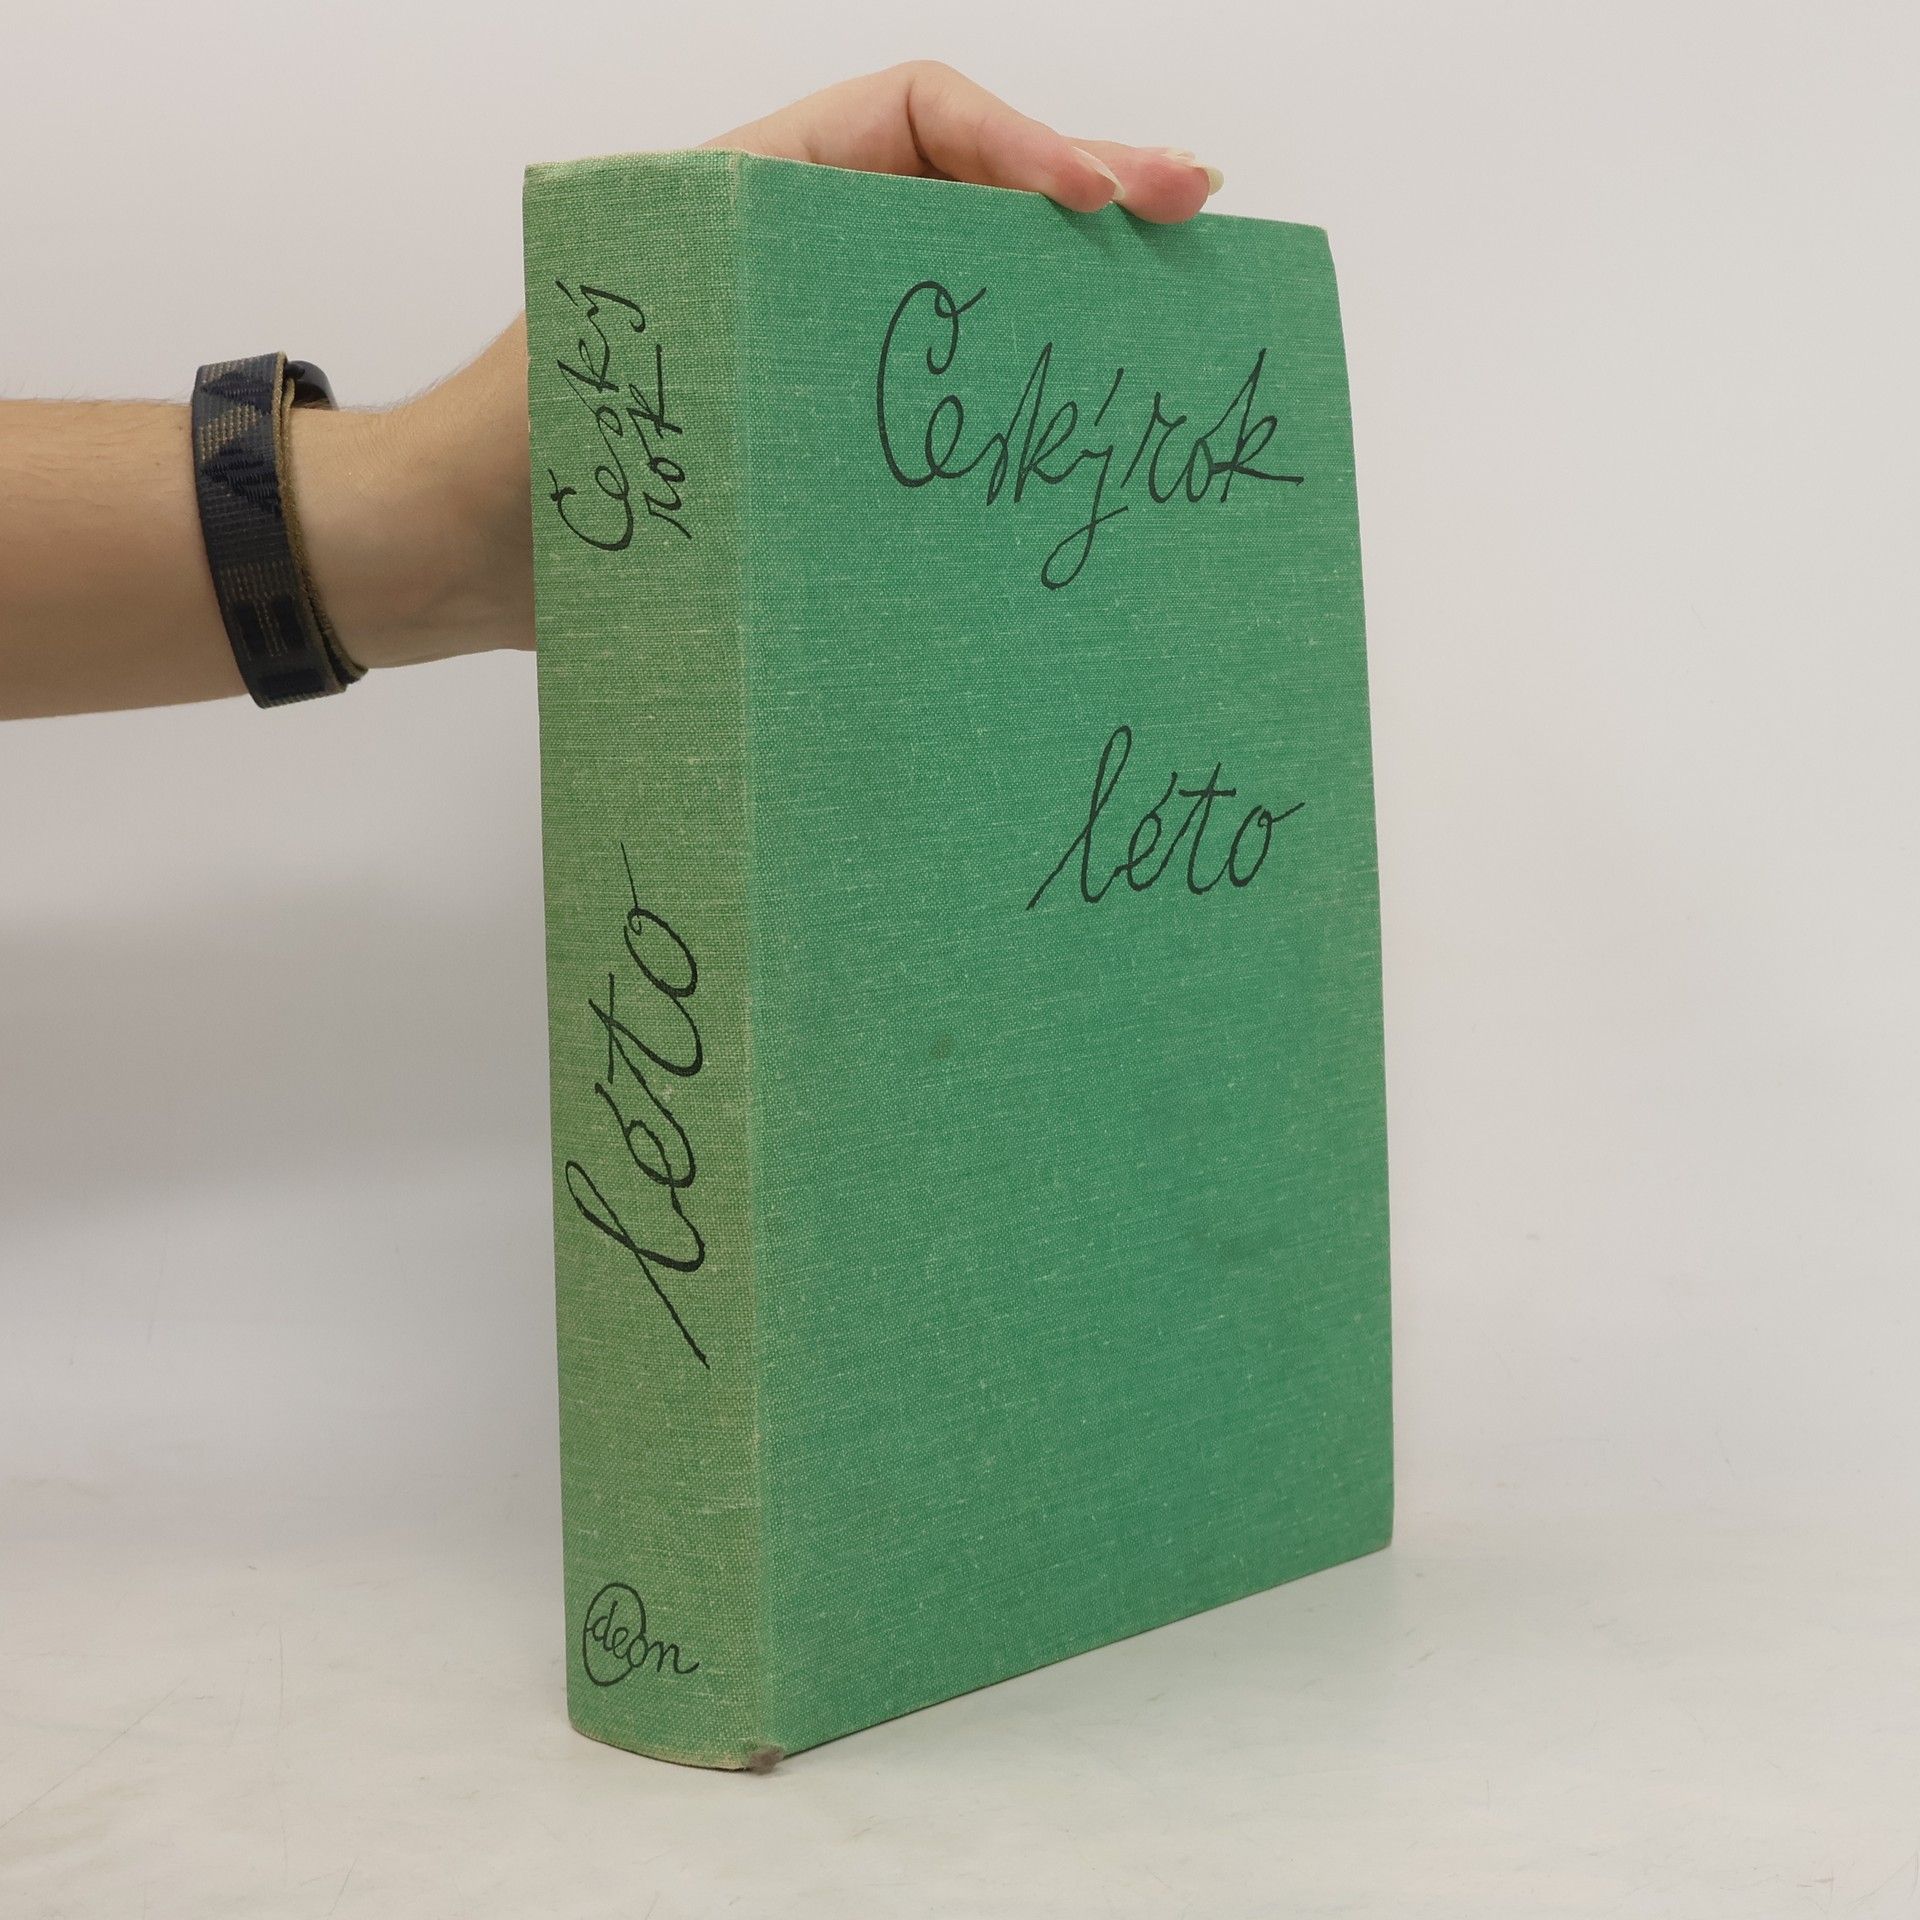 Český
rok
léto
Odeon
Český rok
léto